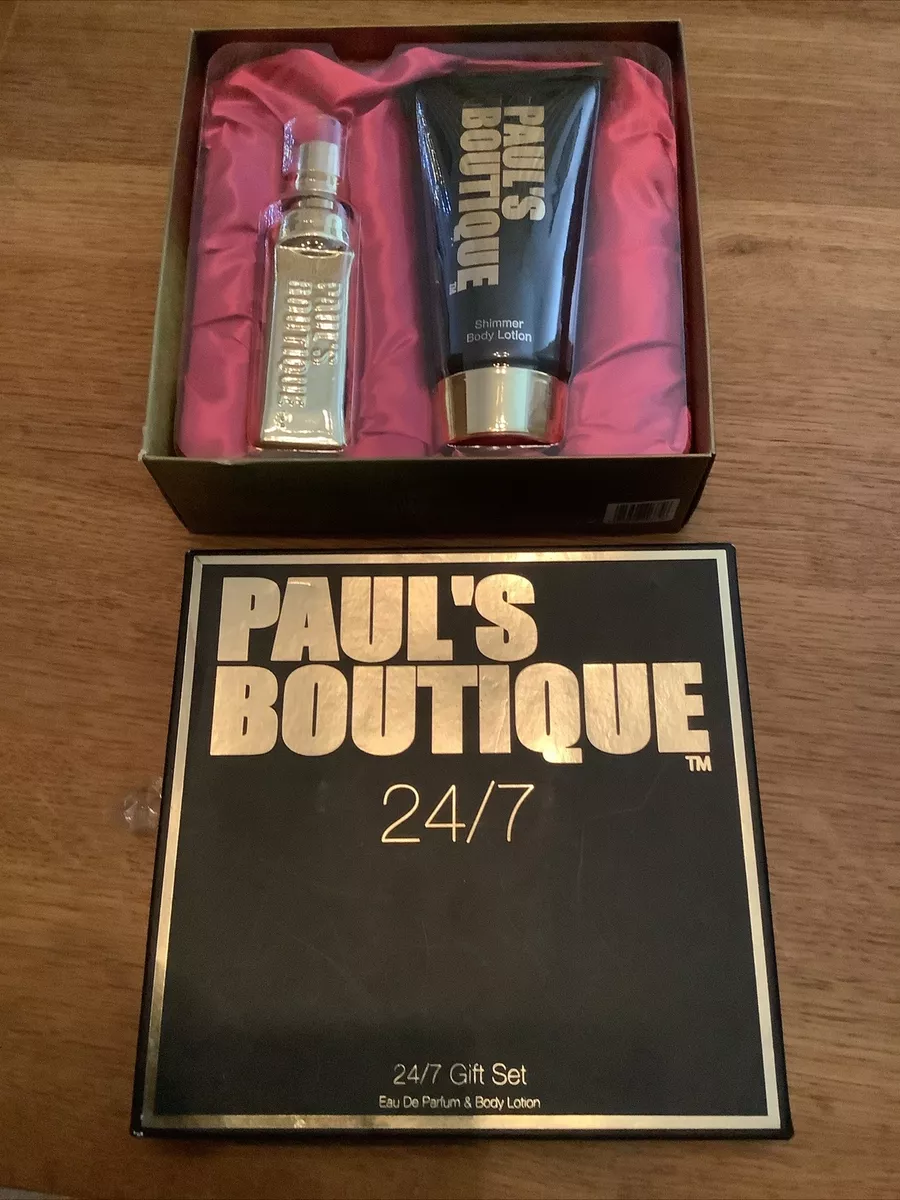 PAUL'S
BOUTIQUE
TM
Shimmer
Body Lotion
PAUL'S
BOUTIQUE
PAUL'S
BOUTIQUE
TM
24/7
24/7 Gift Set
Eau De Parfum & Body Lotion